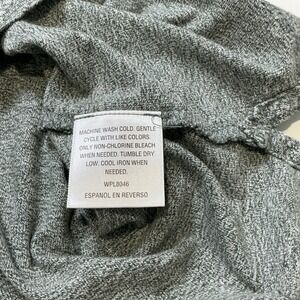 MACHINE WASH COLD. GENTLE
CYCLE WITH LIKE COLORS.
ONLY NON-CHLORINE BLEACH
WHEN NEEDED. TUMBLE DRY
LOW. COOL IRON WHEN
NEEDED.
WPL8046
ESPANOL EN REVERSO